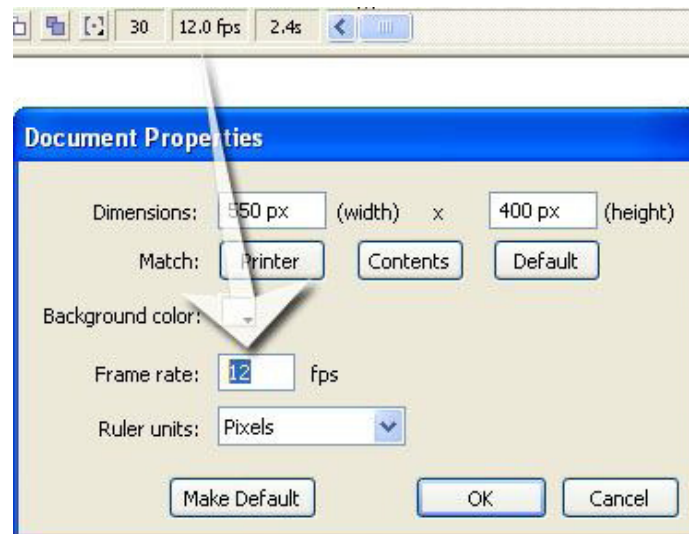 30 12.0 fps 2.4s
Document Properties
Dimensions: 550 px (width) x 400 px (height)
Match: Printer Contents Default
Background color:
Frame rate: 12 fps
Ruler units: Pixels
Make Default OK Cancel